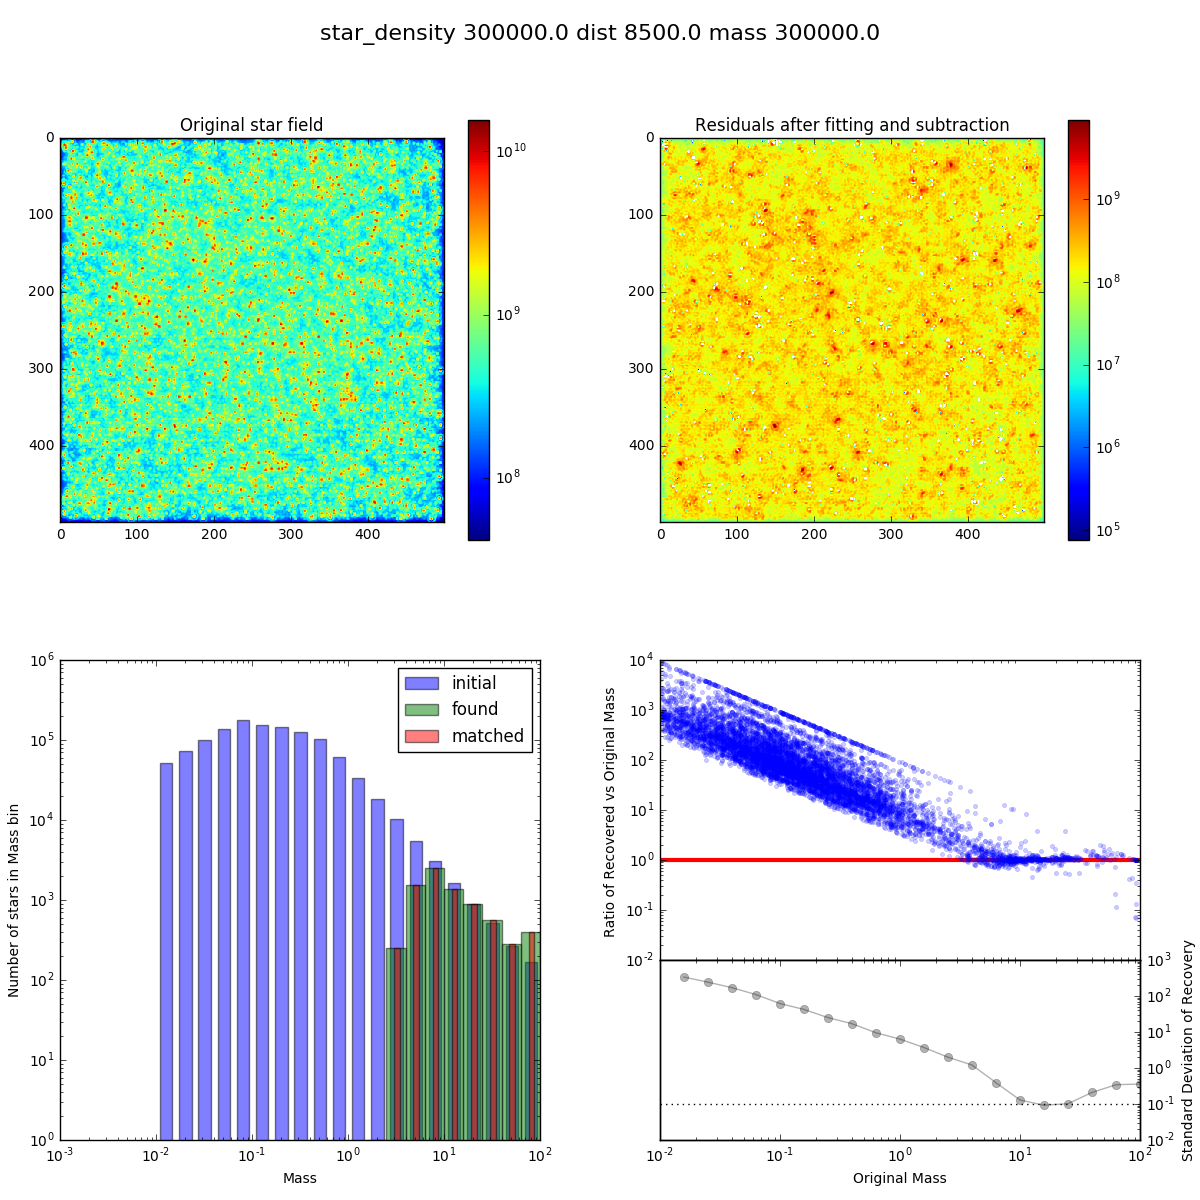 star_density 300000.0 dist 8500.0 mass 300000.0
Original star field
0
100
200
300
400
0 100 200 300 400
10^10
10^9
10^8
Residuals after fitting and subtraction
0
100
200
300
400
0 100 200 300 400
10^9
10^8
10^7
10^6
10^5
Number of stars in Mass bin
10^6
10^5
10^4
10^3
10^2
10^1
10^0
initial
found
matched
10^-3 10^-2 10^-1 10^0 10^1 10^2
Mass
Ratio of Recovered vs Original Mass
10^4
10^3
10^2
10^1
10^0
10^-1
10^-2
10^3
10^2
10^1
10^0
10^-1
10^-2
Standard Deviation of Recovery
10^-2 10^-1 10^0 10^1 10^2
Original Mass